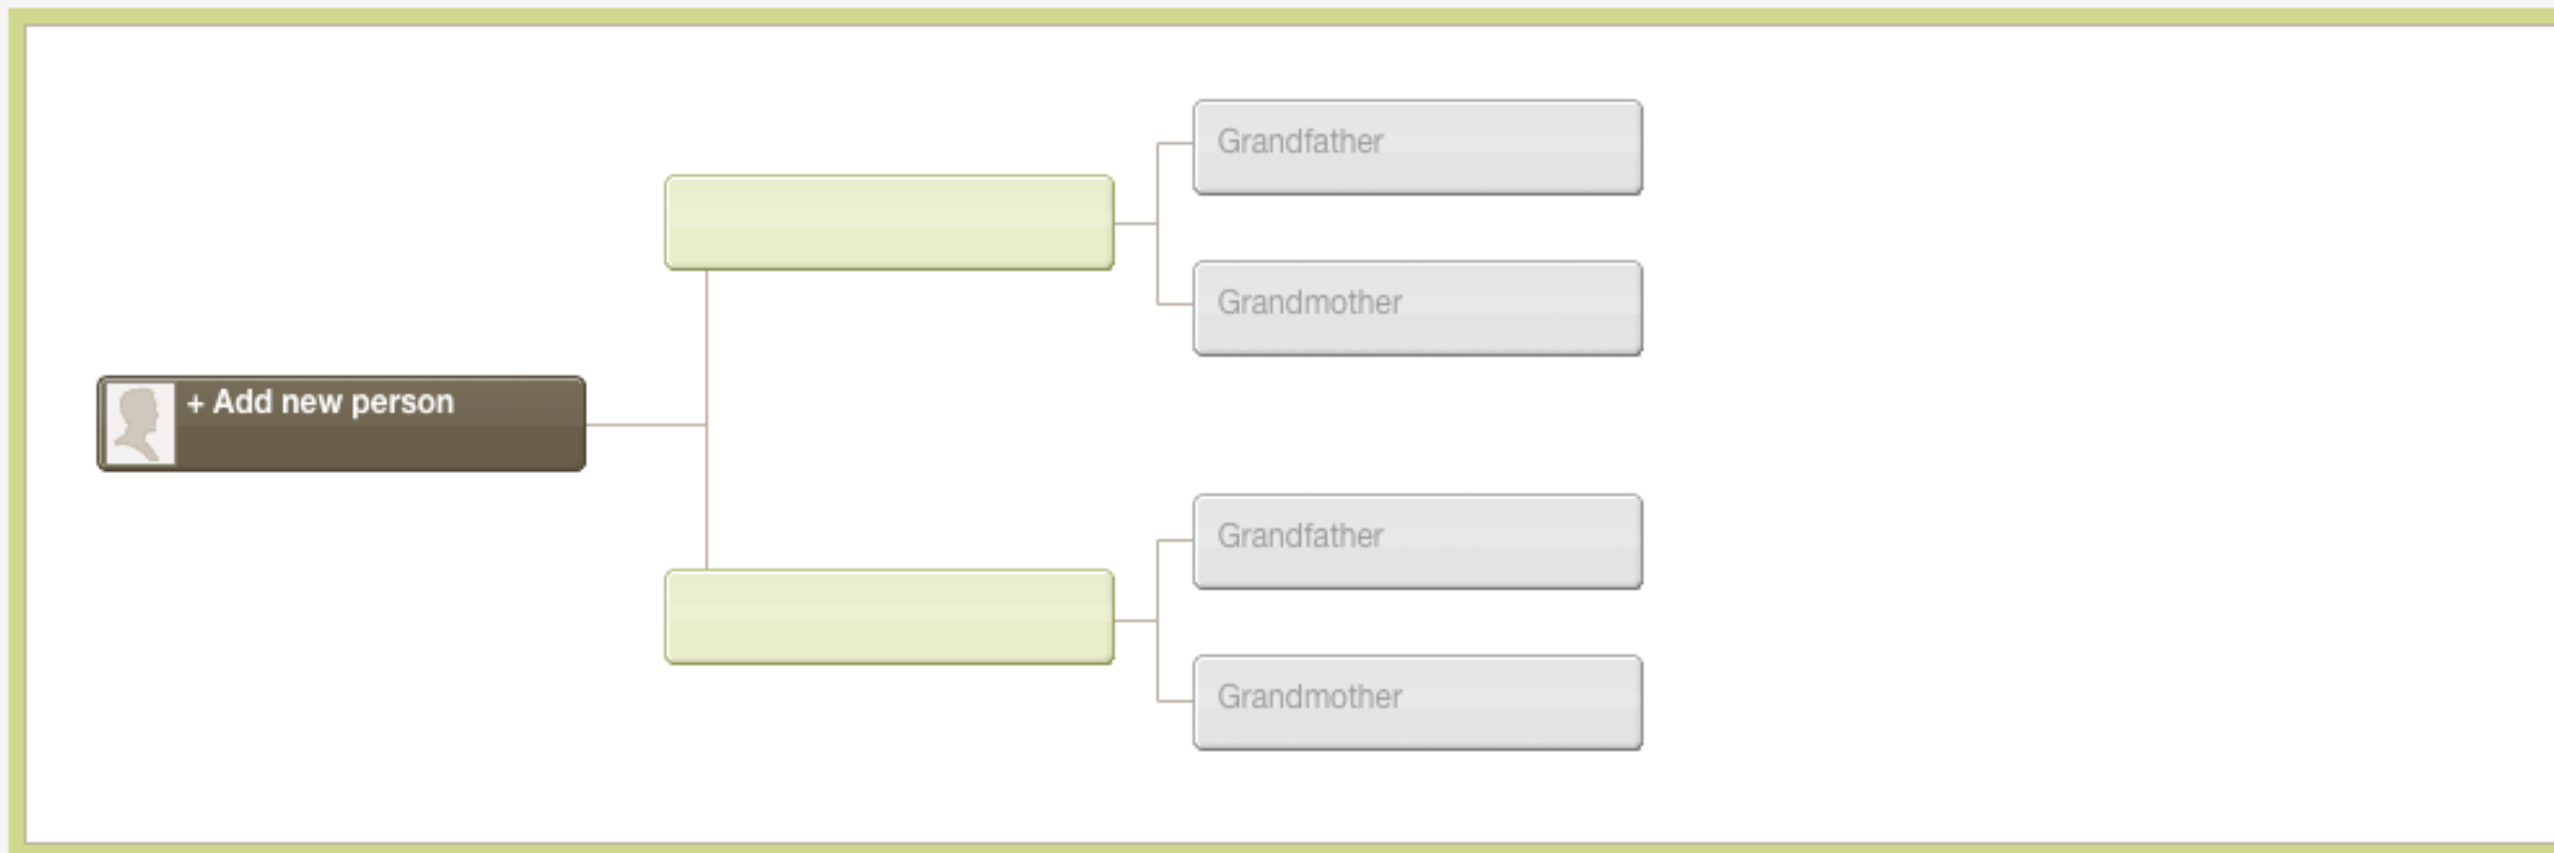 Grandfather
Grandmother
+ Add new person
Grandfather
Grandmother